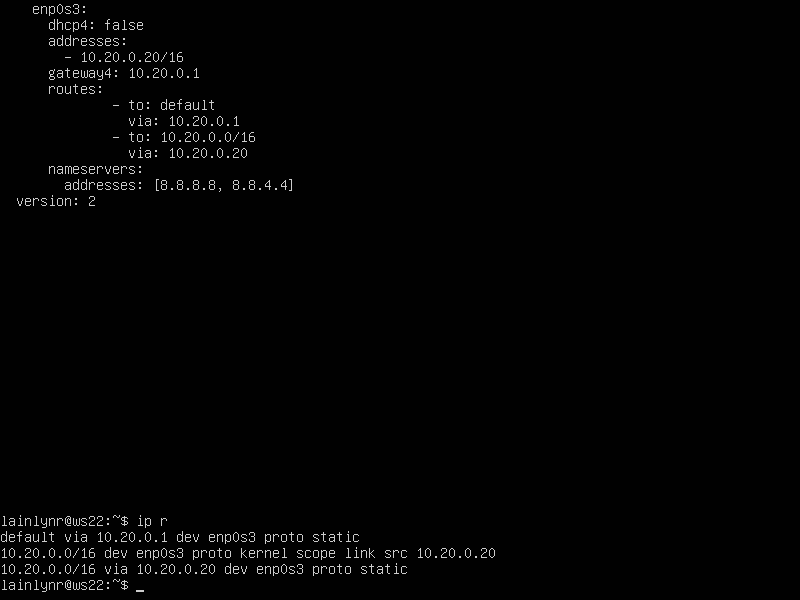 enp0s3:
dhcp4: false
addresses:
- 10.20.0.20/16
gateway4: 10.20.0.1
routes:
- to: default
via: 10.20.0.1
- to: 10.20.0.0/16
via: 10.20.0.20
nameservers:
addresses: [8.8.8.8, 8.8.4.4]
version: 2
lainlynr@ws22:~$ ip r
default via 10.20.0.1 dev enp0s3 proto static
10.20.0.0/16 dev enp0s3 proto kernel scope link src 10.20.0.20
10.20.0.0/16 via 10.20.0.20 dev enp0s3 proto static
lainlynr@ws22:~$ _